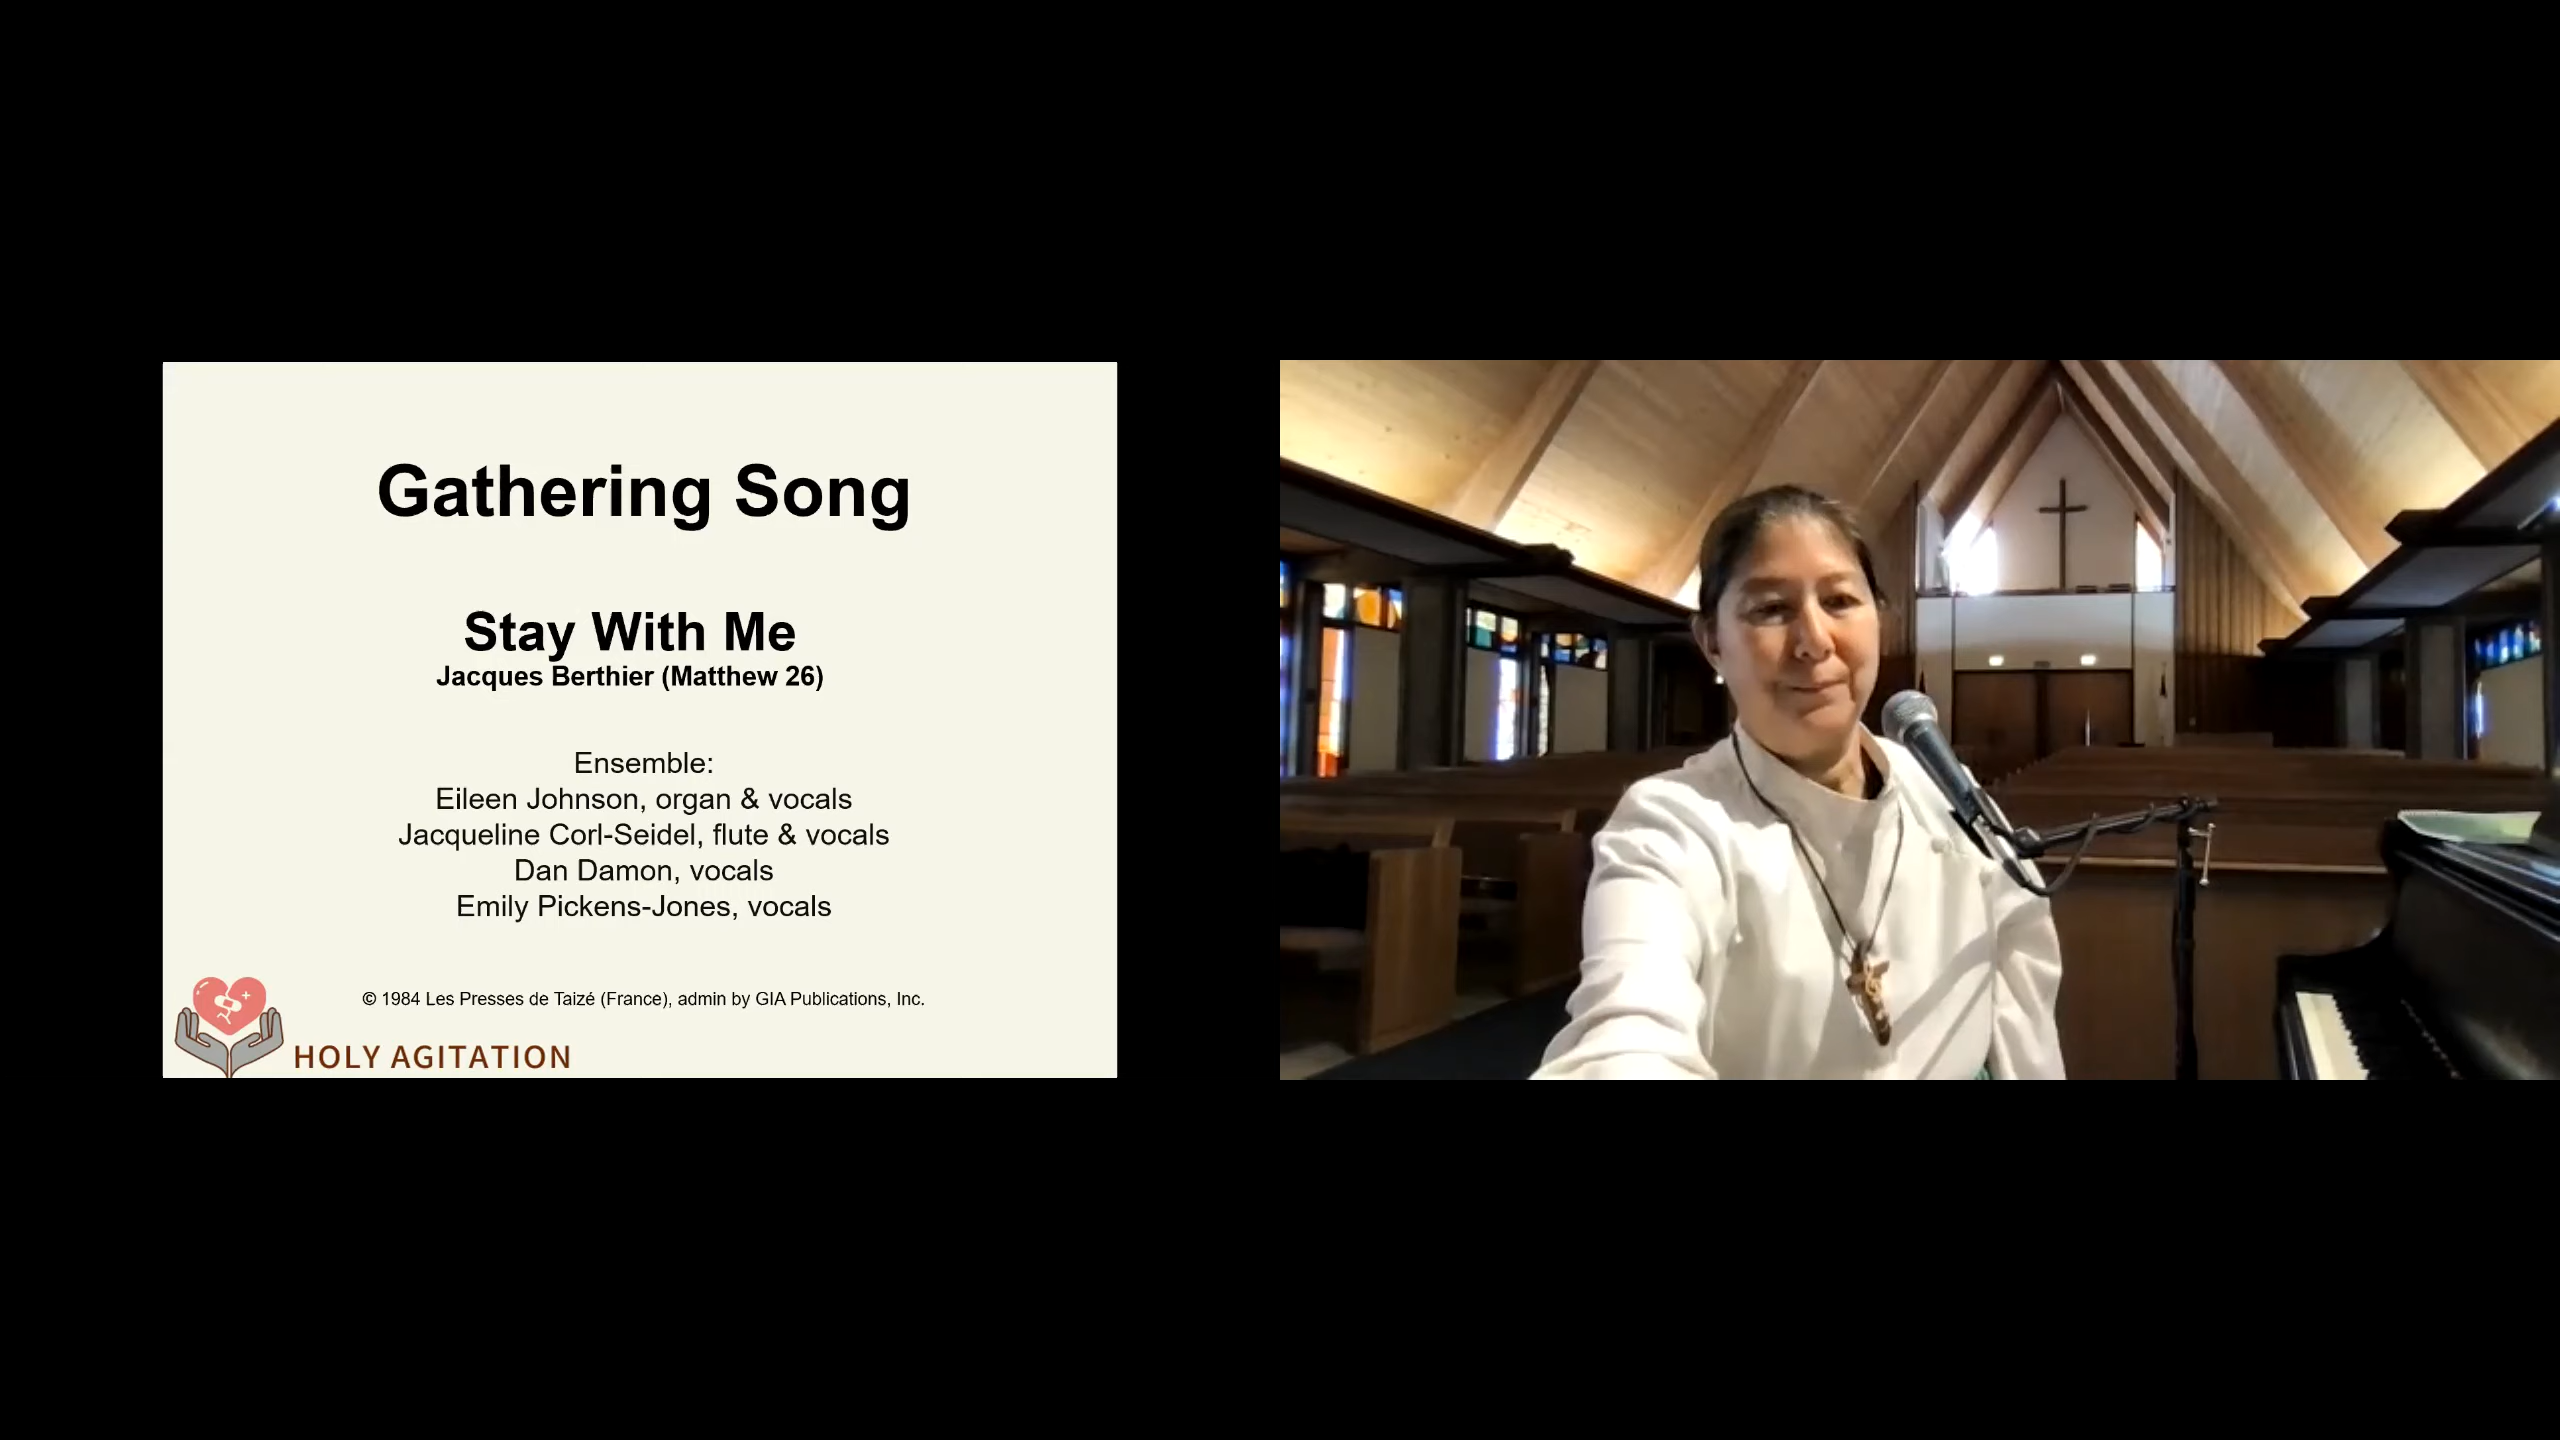 Gathering Song
Stay With Me
Jacques Berthier (Matthew 26)
Ensemble:
Eileen Johnson, organ & vocals
Jacqueline Corl-Seidel, flute & vocals
Dan Damon, vocals
Emily Pickens-Jones, vocals
© 1984 Les Presses de Taizé (France), admin by GIA Publications, Inc.
HOLY AGITATION